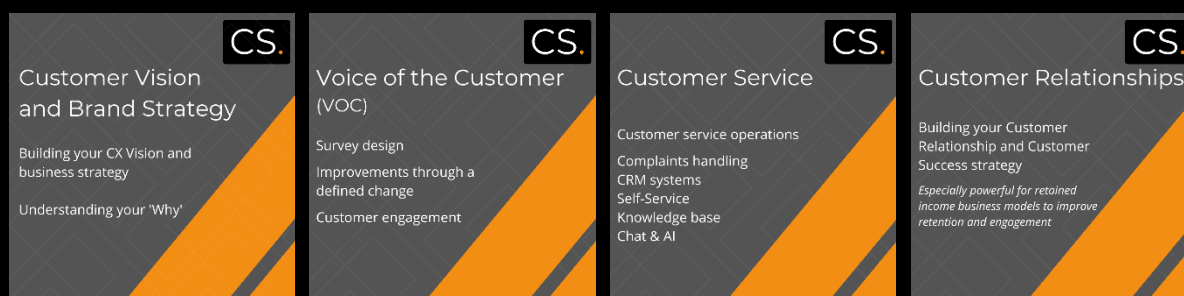 CS.
Customer Vision
and Brand Strategy
Building your CX Vision and
business strategy
Understanding your 'Why'
CS.
Voice of the Customer
(VOC)
Survey design
Improvements through a
defined change
Customer engagement
CS.
Customer Service
Customer service operations
Complaints handling
CRM systems
Self-Service
Knowledge base
Chat & AI
CS.
Customer Relationships
Building your Customer
Relationship and Customer
Success strategy
Especially powerful for retained
income business models to improve
retention and engagement